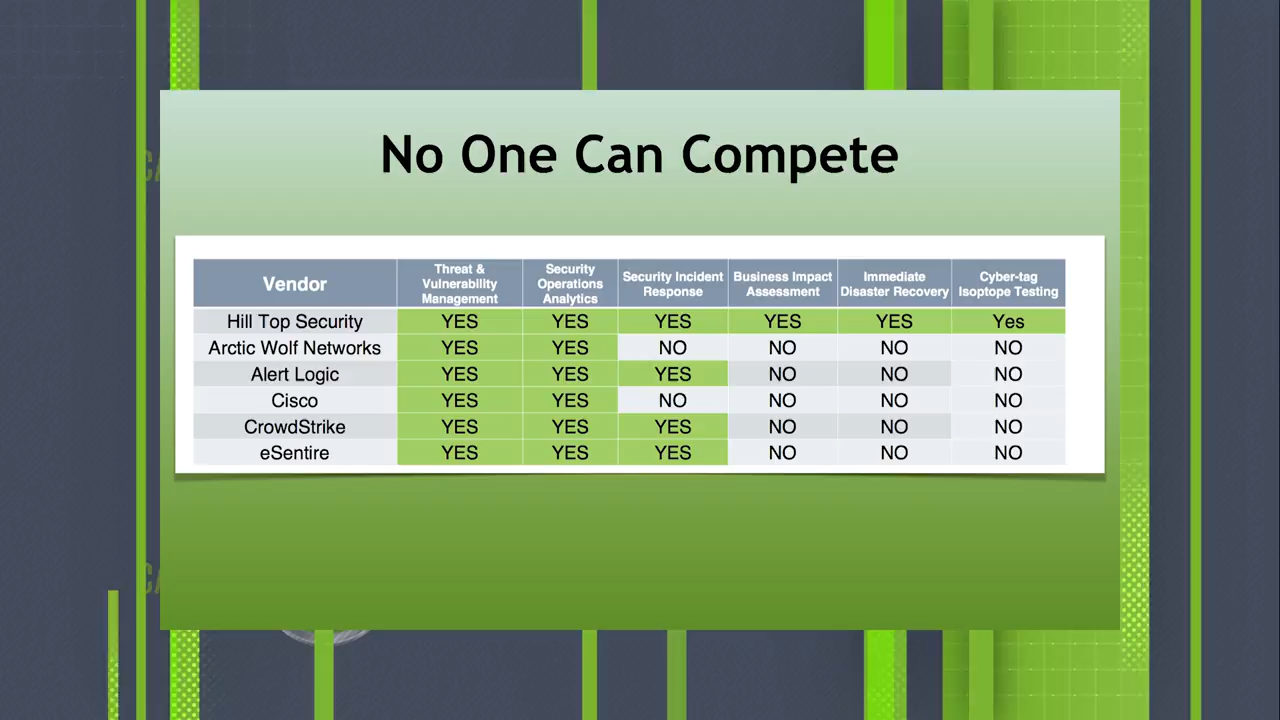 No One Can Compete
Vendor Threat & Vulnerability Management Security Operations Analytics Security Incident Response Business Impact Assessment Immediate Disaster Recovery Cyber-tag Isoptope Testing
Hill Top Security YES YES YES YES YES Yes
Arctic Wolf Networks YES YES NO NO NO NO
Alert Logic YES YES YES NO NO NO
Cisco YES YES NO NO NO NO
CrowdStrike YES YES YES NO NO NO
eSentire YES YES YES NO NO NO